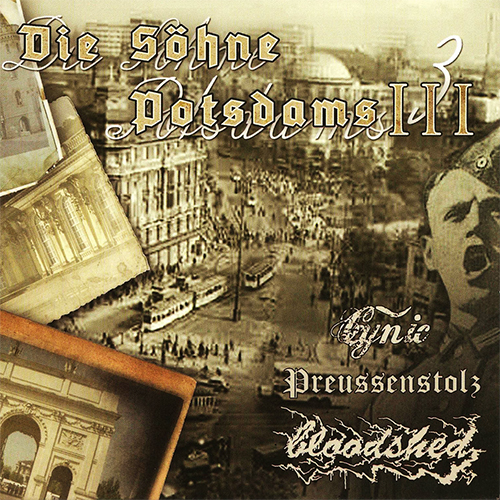 Die Söhne
Potsdams III
3
Cynic
Preussenstolz
bloodshed